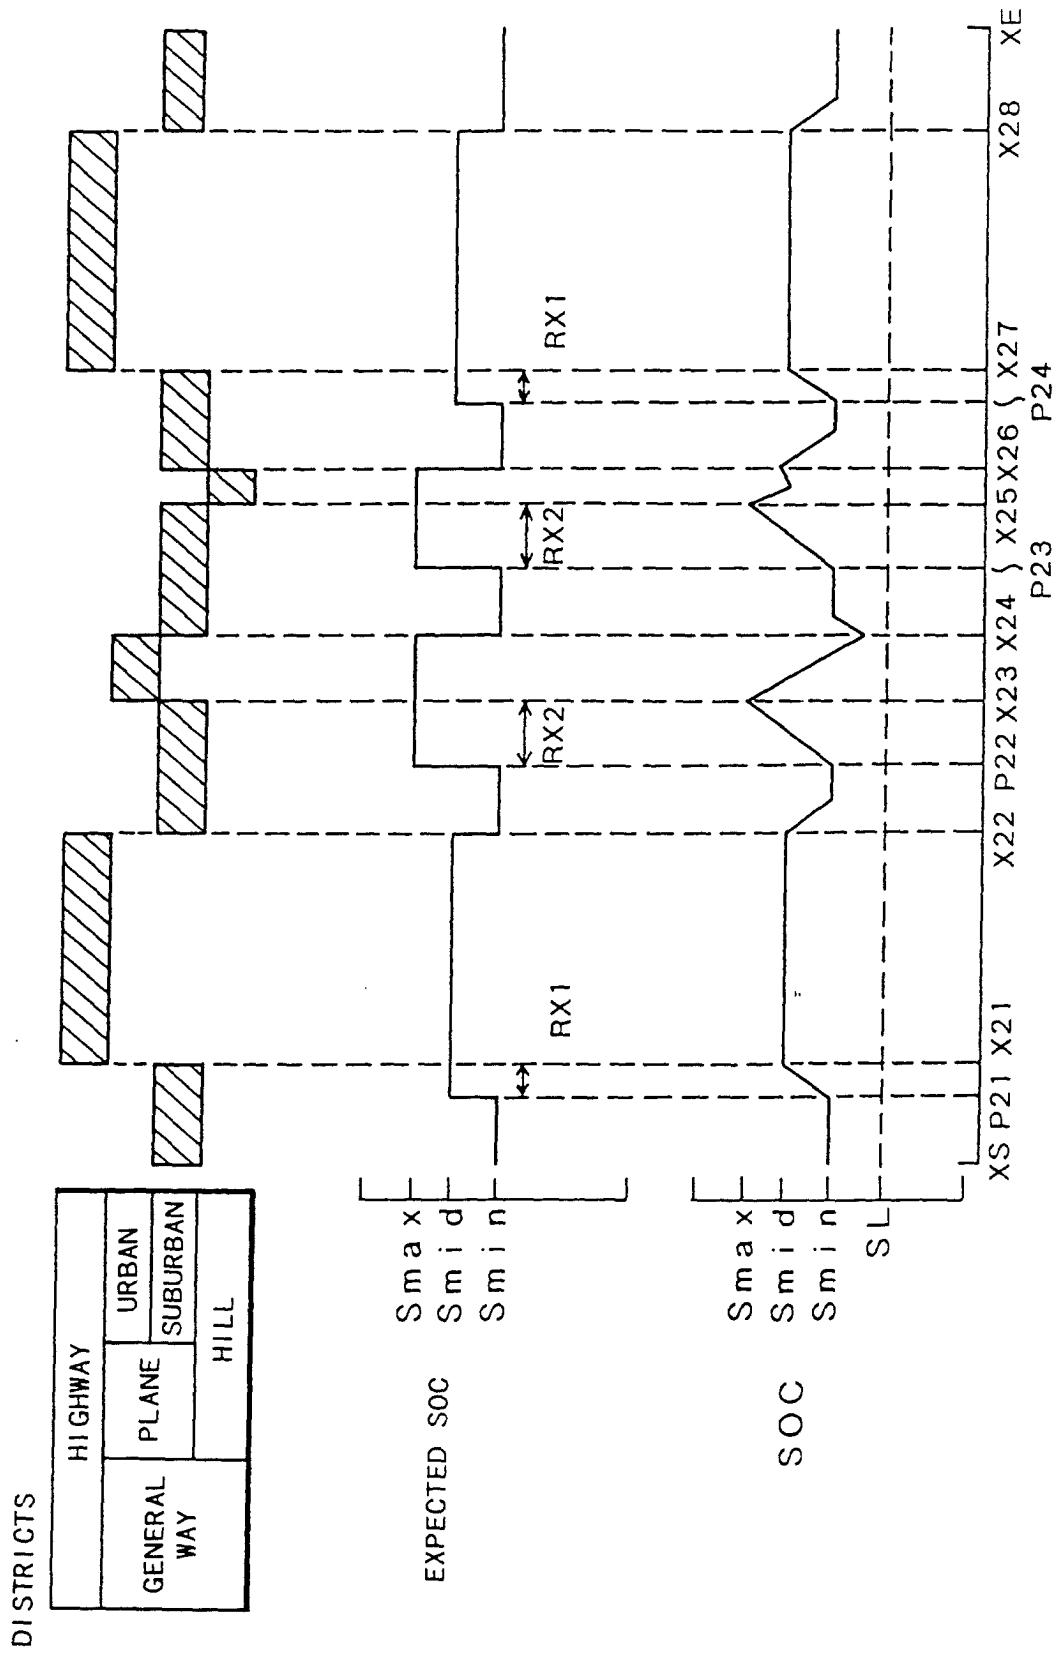 DISTRICTS
HIGHWAY
GENERAL
WAY
PLANE
URBAN
SUBURBAN
HILL
EXPECTED SOC
Smax
Smid
Smin
RX1
RX2
RX2
RX1
SOC
Smax
Smid
Smin
SL
XS P21 X21 X22 P22 X23 X24 P23 X25 X26 P24 X27 X28 XE